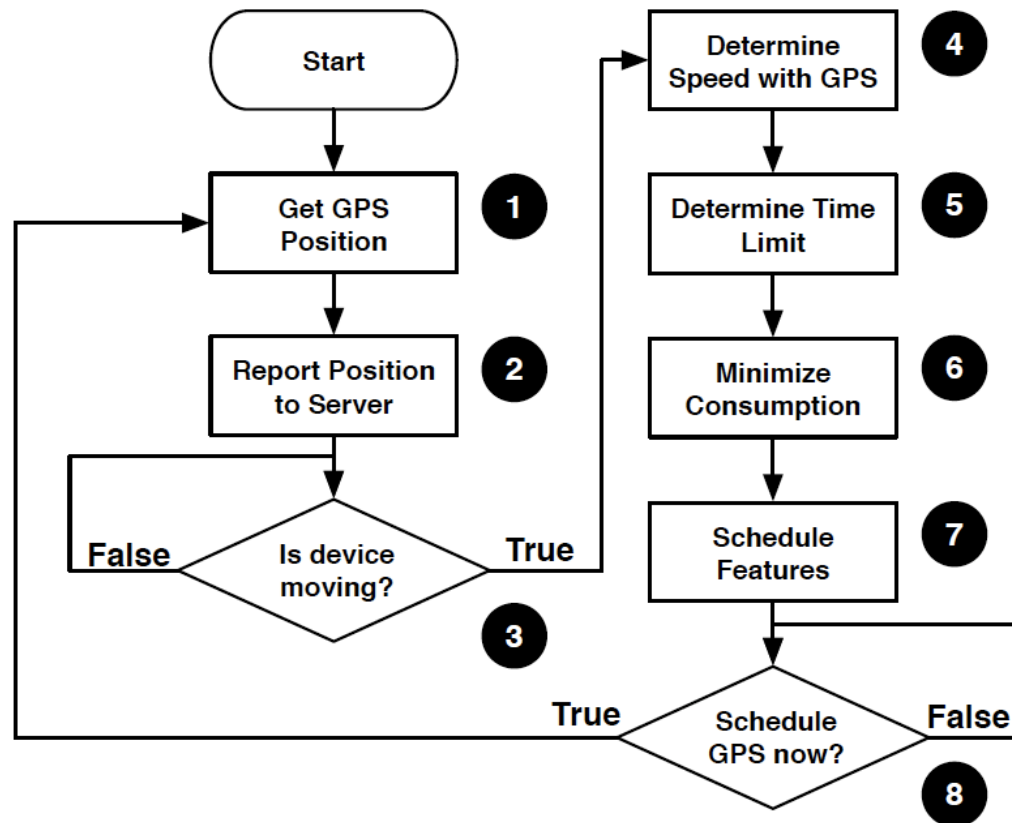 Start
Get GPS
Position
1
Report Position
to Server
2
Is device
moving?
False
True
3
Determine
Speed with GPS
4
Determine Time
Limit
5
Minimize
Consumption
6
Schedule
Features
7
Schedule
GPS now?
True
False
8